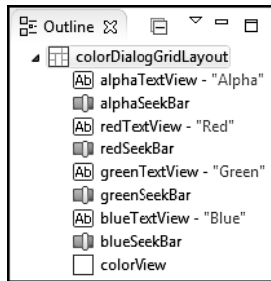 Outline
colorDialogGridLayout
Ab alphaTextView - "Alpha"
alphaSeekBar
Ab redTextView - "Red"
redSeekBar
Ab greenTextView - "Green"
greenSeekBar
Ab blueTextView - "Blue"
blueSeekBar
colorView